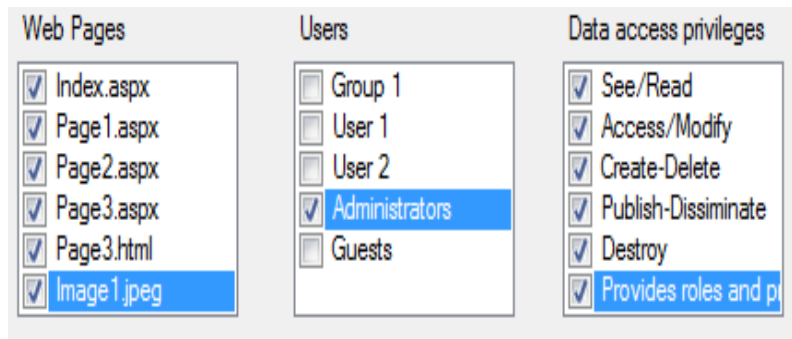 Web Pages
Index.aspx
Page1.aspx
Page2.aspx
Page3.aspx
Page3.html
Image1.jpeg
Users
Group 1
User 1
User 2
Administrators
Guests
Data access privileges
See/Read
Access/Modify
Create-Delete
Publish-Dissiminate
Destroy
Provides roles and